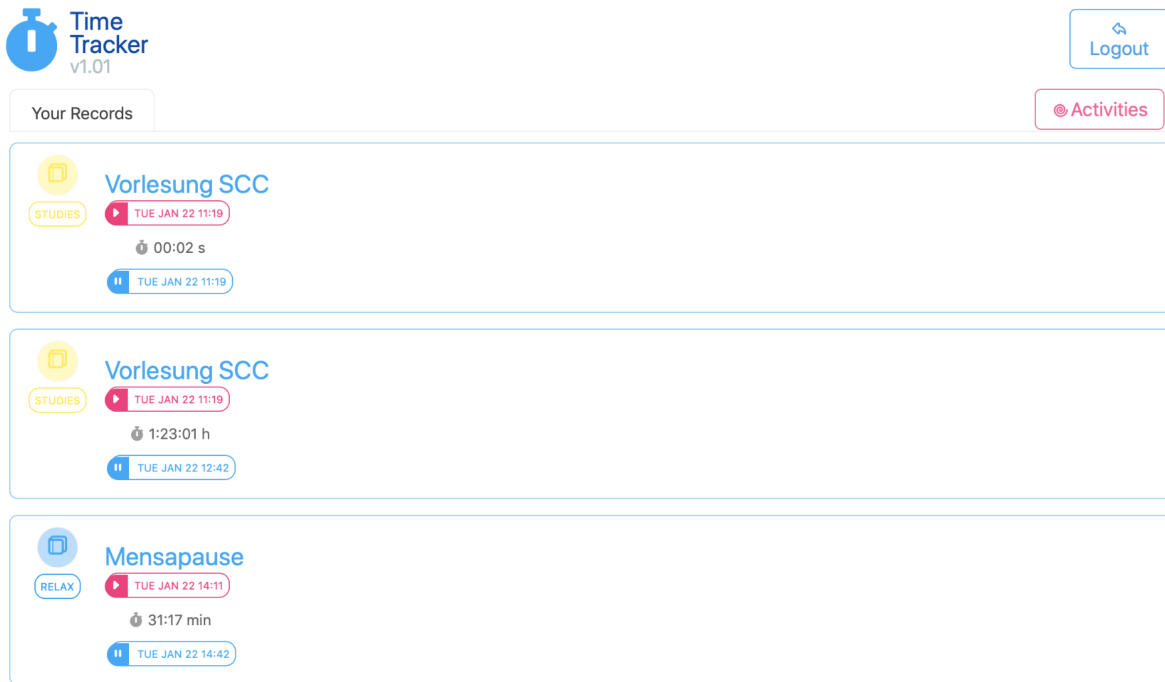 Time
Tracker
v1.01
Logout
Your Records
Activities
Vorlesung SCC
STUDIES
TUE JAN 22 11:19
00:02 s
TUE JAN 22 11:19
Vorlesung SCC
STUDIES
TUE JAN 22 11:19
1:23:01 h
TUE JAN 22 12:42
Mensapause
RELAX
TUE JAN 22 14:11
31:17 min
TUE JAN 22 14:42